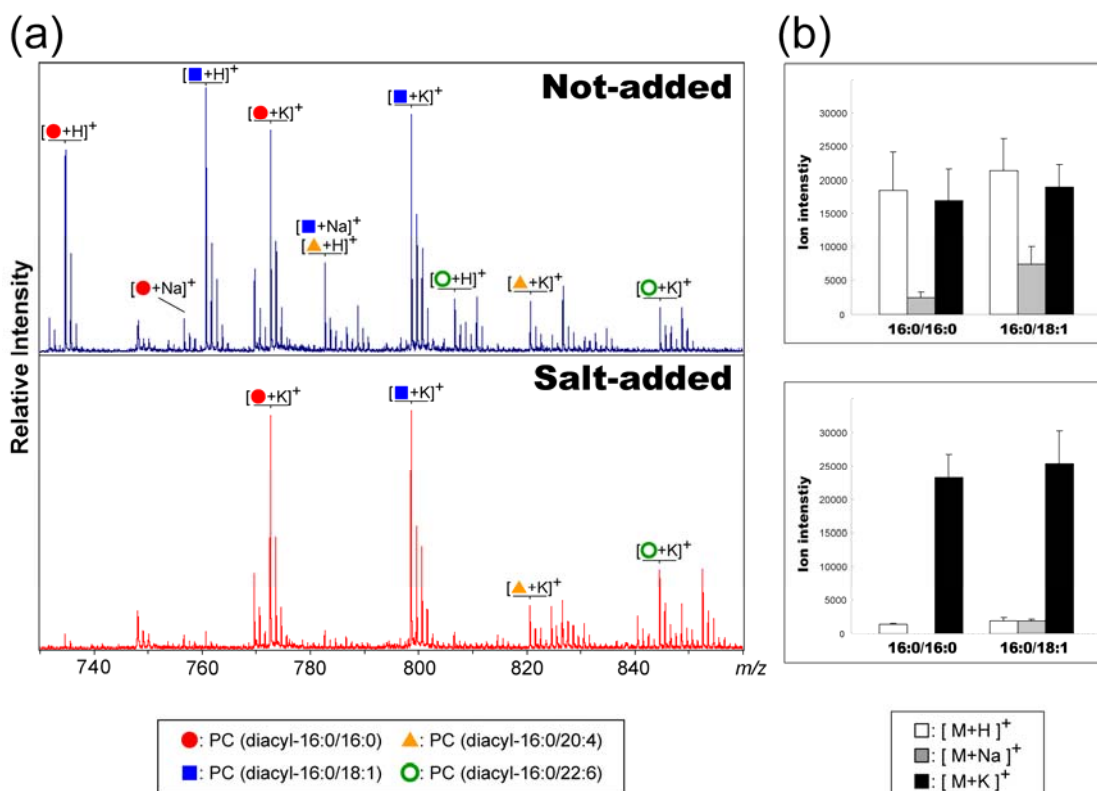 (a)
Not-added
[●+H]⁺
[■+H]⁺
[●+K]⁺
[■+K]⁺
[■+Na]⁺
[▲+H]⁺
[●+Na]⁺
[○+H]⁺
[▲+K]⁺
[○+K]⁺
Salt-added
[●+K]⁺
[■+K]⁺
[▲+K]⁺
[○+K]⁺
Relative Intensity
740 760 780 800 820 840 m/z
●: PC (diacyl-16:0/16:0) ▲: PC (diacyl-16:0/20:4)
■: PC (diacyl-16:0/18:1) ○: PC (diacyl-16:0/22:6)
(b)
Ion intenstiy
30000
25000
20000
15000
10000
5000
0
16:0/16:0 16:0/18:1
Ion intenstiy
30000
25000
20000
15000
10000
5000
0
16:0/16:0 16:0/18:1
□: [ M+H ]⁺
■: [ M+Na ]⁺
■: [ M+K ]⁺